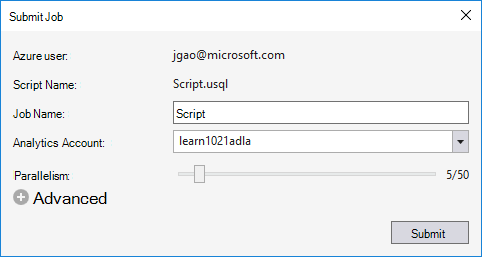 Submit Job
Azure user: jgao@microsoft.com
Script Name: Script.usql
Job Name: Script
Analytics Account: learn1021adla
Parallelism: 5/50
Advanced
Submit